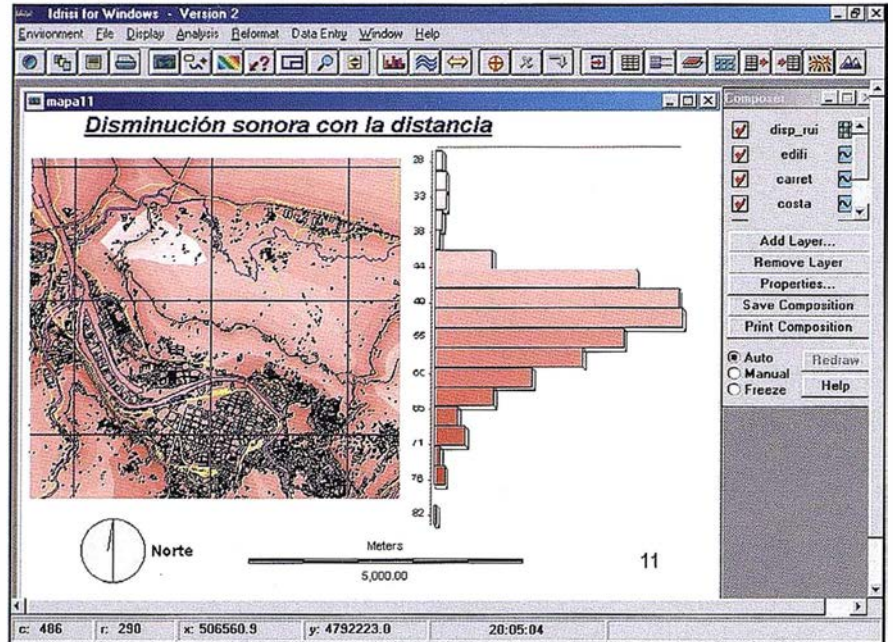 Idrisi for Windows - Version 2
Environment File Display Analysis Reformat Data Entry Window Help
mapa11
Disminución sonora con la distancia
28
33
38
44
49
55
60
65
71
76
82
Norte
Meters
5,000.00
11
Composer
disp_rui
edifi
carret
costa
Add Layer...
Remove Layer
Properties...
Save Composition
Print Composition
Auto
Manual
Freeze
Redraw
Help
c: 486 r: 290 x: 506560.9 y: 4792223.0 20:05:04